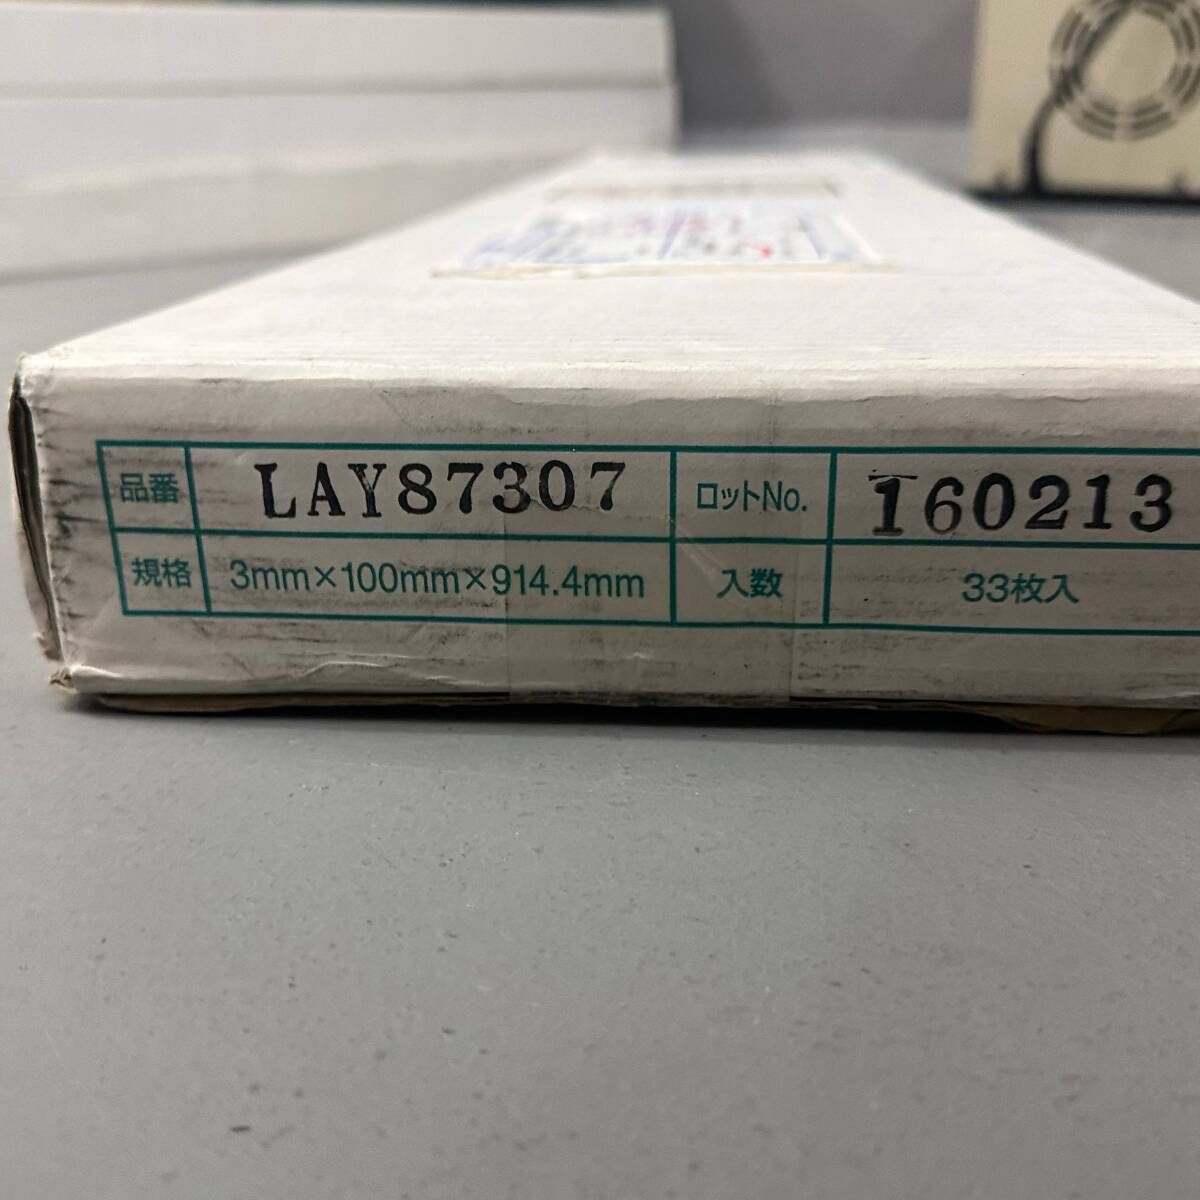 品番 LAY87307 ロットNo. 160213
規格 3mm×100mm×914.4mm 入数 33枚入